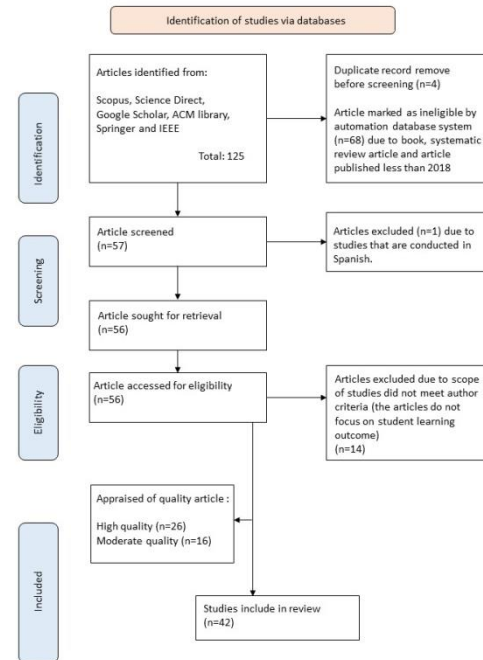 Identification of studies via databases
Identification
Articles identified from:
Scopus, Science Direct,
Google Scholar, ACM library,
Springer and IEEE
Total: 125
Duplicate record remove
before screening (n=4)
Article marked as ineligible by
automation database system
(n=68) due to book, systematic
review article and article
published less than 2018
Screening
Article screened
(n=57)
Articles excluded (n=1) due to
studies that are conducted in
Spanish.
Article sought for retrieval
(n=56)
Eligibility
Article accessed for eligibility
(n=56)
Articles excluded due to scope
of studies did not meet author
criteria (the articles do not
focus on student learning
outcome)
(n=14)
Included
Appraised of quality article :
High quality (n=26)
Moderate quality (n=16)
Studies include in review
(n=42)